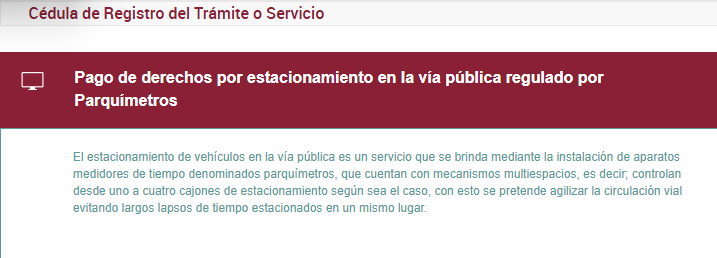 Cédula de Registro del Trámite o Servicio
Pago de derechos por estacionamiento en la vía pública regulado por
Parquímetros
El estacionamiento de vehículos en la vía pública es un servicio que se brinda mediante la instalación de aparatos
medidores de tiempo denominados parquímetros, que cuentan con mecanismos multiespacios, es decir; controlan
desde uno a cuatro cajones de estacionamiento según sea el caso, con esto se pretende agilizar la circulación vial
evitando largos lapsos de tiempo estacionados en un mismo lugar.